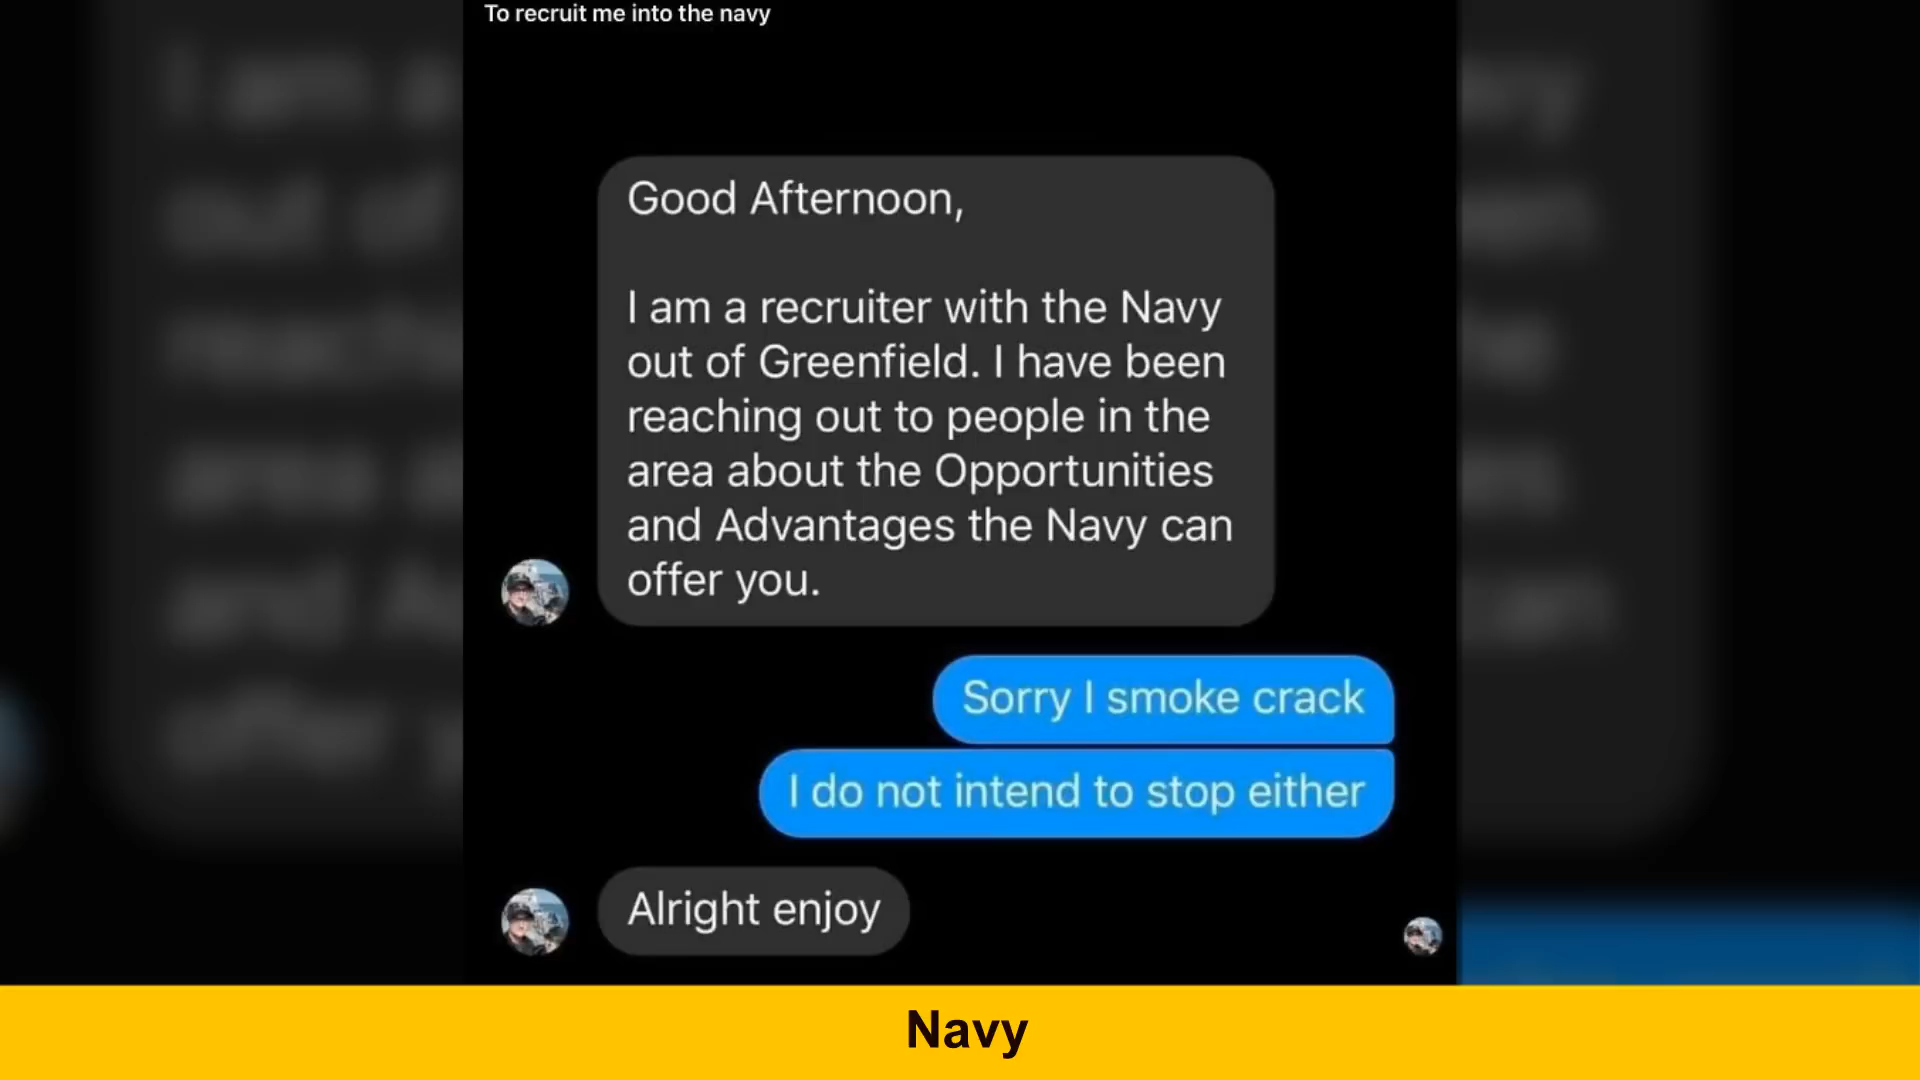 To recruit me into the navy
Good Afternoon,
I am a recruiter with the Navy
out of Greenfield. I have been
reaching out to people in the
area about the Opportunities
and Advantages the Navy can
offer you.
Sorry I smoke crack
I do not intend to stop either
Alright enjoy
Navy